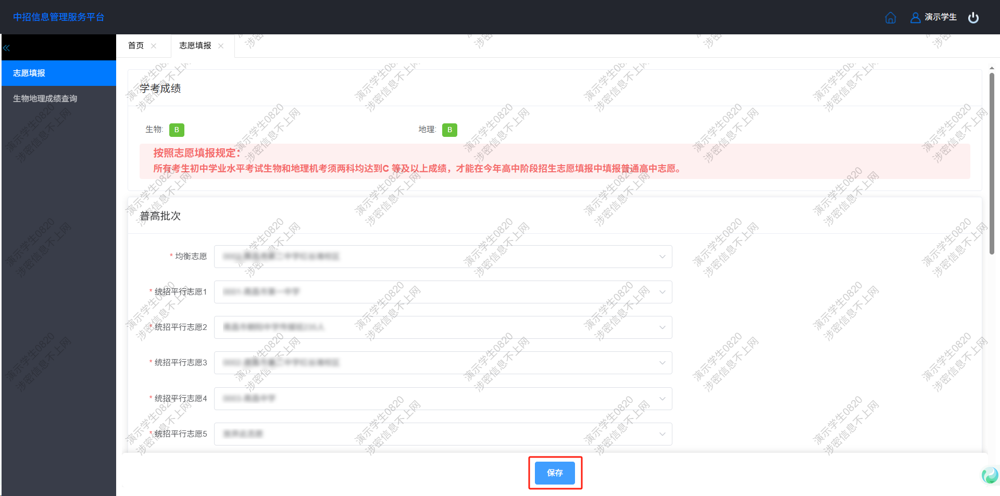 中招信息管理服务平台
演示学生
首页
志愿填报
志愿填报
生物地理成绩查询
学考成绩
生物: B
地理: B
按照志愿填报规定：
所有考生初中学业水平考试生物和地理机考须两科均达到C 等及以上成绩，才能在今年高中阶段招生志愿填报中填报普通高中志愿。
普高批次
* 均衡志愿
* 统招平行志愿1
* 统招平行志愿2
* 统招平行志愿3
* 统招平行志愿4
* 统招平行志愿5
保存
演示学生0820
涉密信息不上网